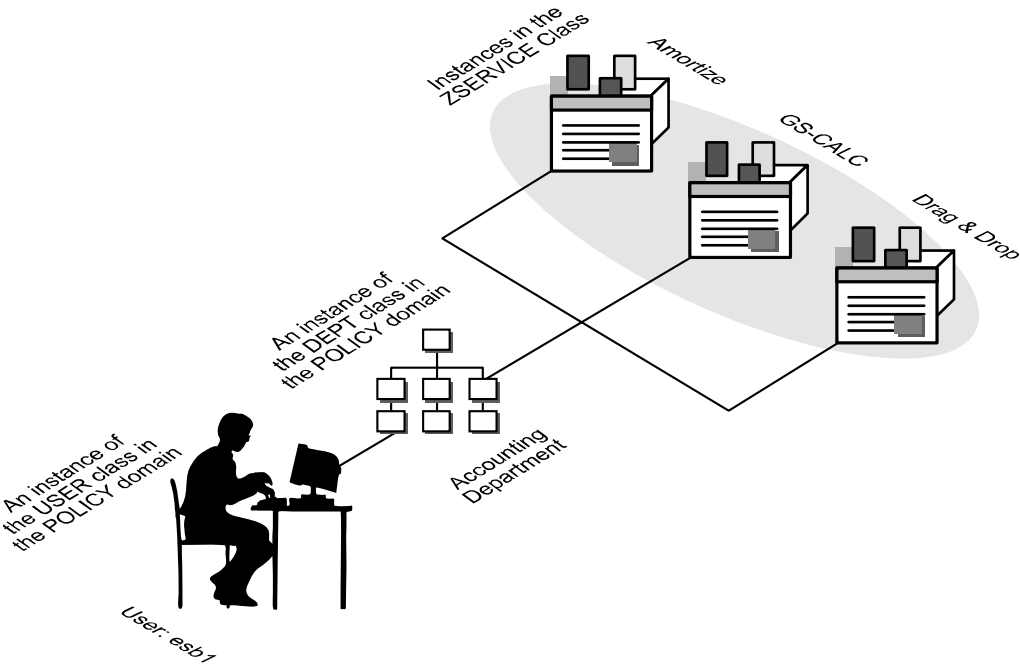 Instances in the
ZSERVICE Class
Amortize
GS-CALC
Drag & Drop
An instance of
the DEPT class in
the POLICY domain
Accounting
Department
An instance of
the USER class in
the POLICY domain
User: esb1